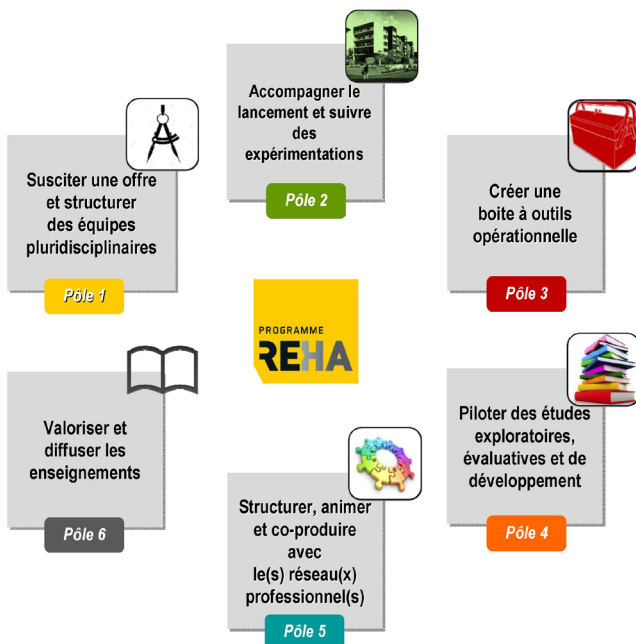 Susciter une offre
et structurer
des équipes
pluridisciplinaires
Pôle 1
Accompagner le
lancement et suivre
des
expérimentations
Pôle 2
Créer une
boite à outils
opérationnelle
Pôle 3
PROGRAMME
REHA
Piloter des études
exploratoires,
évaluatives et de
développement
Pôle 4
Structurer, animer
et co-produire
avec
le(s) réseau(x)
professionnel(s)
Pôle 5
Valoriser et
diffuser les
enseignements
Pôle 6